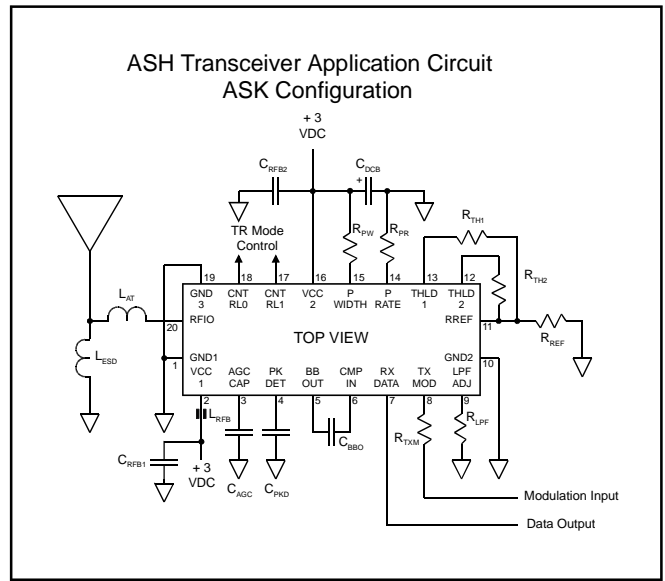 ASH Transceiver Application Circuit
ASK Configuration
+ 3
VDC
CRFB2
CDCB
+
TR Mode
Control
RPW
RPR
RTH1
RTH2
RREF
LAT
LESD
19
18
17
16
15
14
13
12
GND
3
CNT
RL0
CNT
RL1
VCC
2
P
WIDTH
P
RATE
THLD
1
THLD
2
20
RFIO
RREF
11
TOP VIEW
1
GND1
GND2
10
VCC
1
AGC
CAP
PK
DET
BB
OUT
CMP
IN
RX
DATA
TX
MOD
LPF
ADJ
2
3
4
5
6
7
8
9
LRFB
CRFB1
+ 3
VDC
CAGC
CPKD
CBBO
RTXM
RLPF
Modulation Input
Data Output